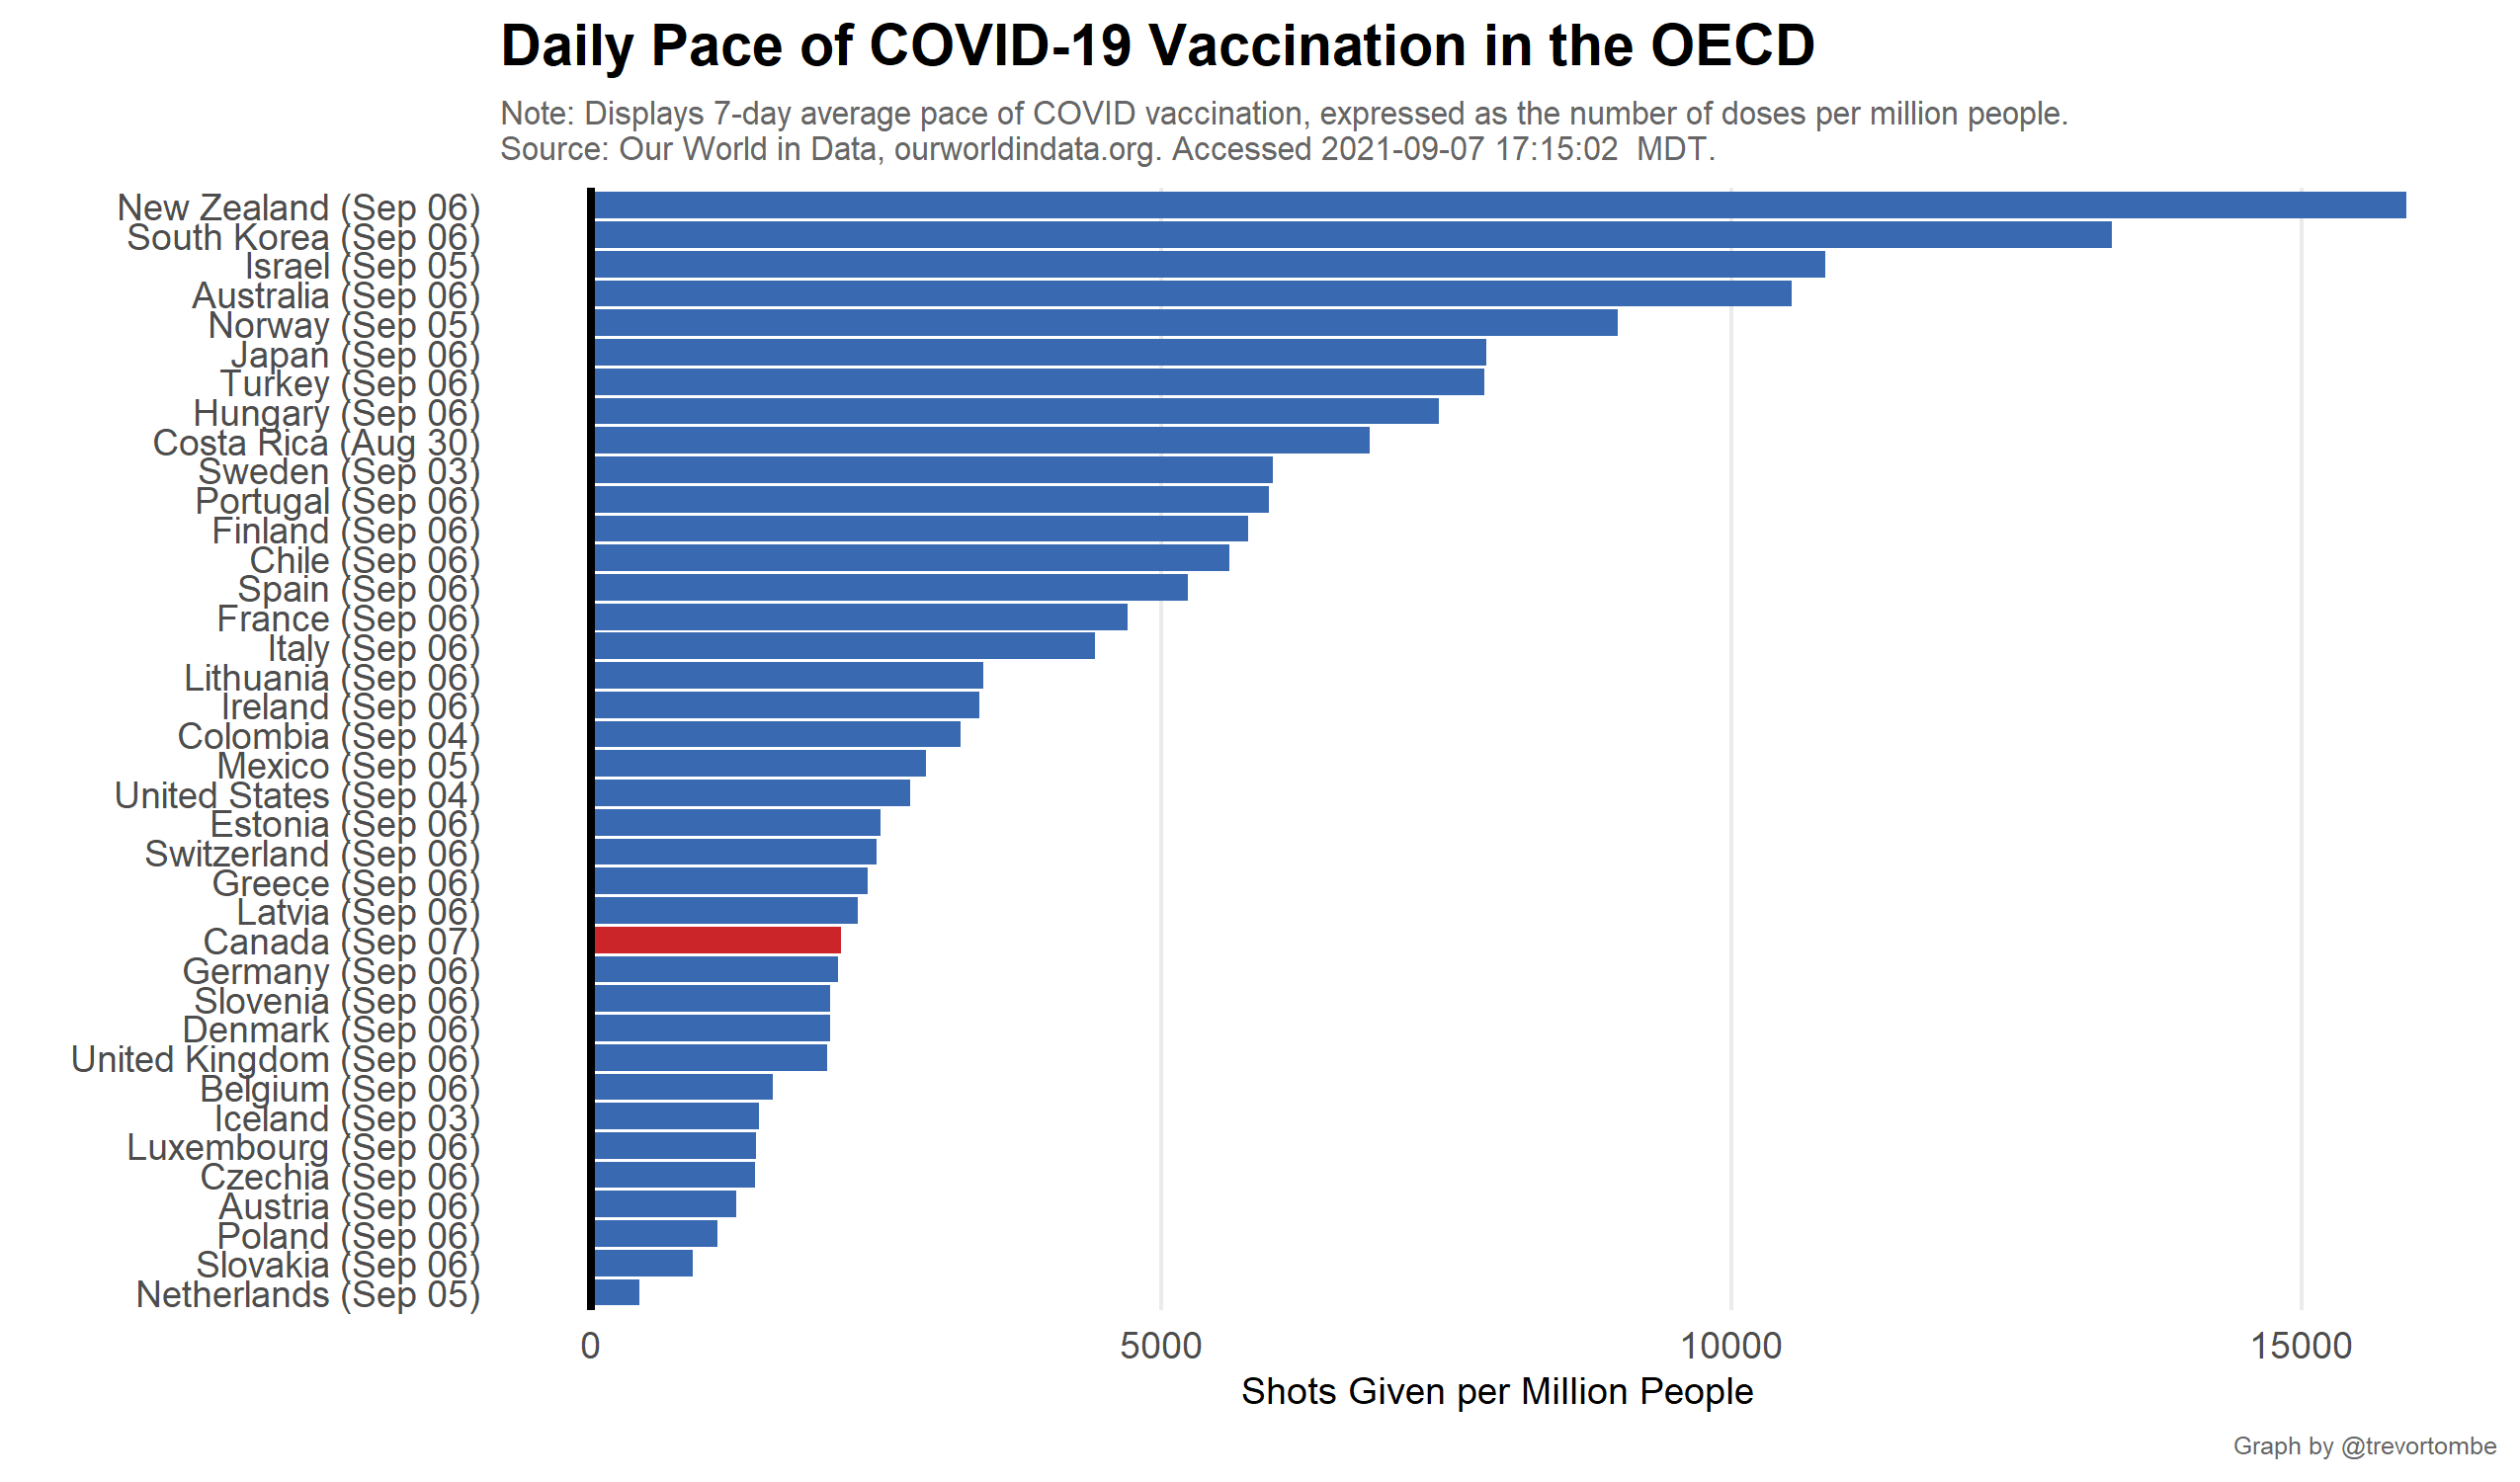 Daily Pace of COVID-19 Vaccination in the OECD
Note: Displays 7-day average pace of COVID vaccination, expressed as the number of doses per million people.
Source: Our World in Data, ourworldindata.org. Accessed 2021-09-07 17:15:02  MDT.
New Zealand (Sep 06)
South Korea (Sep 06)
Israel (Sep 05)
Australia (Sep 06)
Norway (Sep 05)
Japan (Sep 06)
Turkey (Sep 06)
Hungary (Sep 06)
Costa Rica (Aug 30)
Sweden (Sep 03)
Portugal (Sep 06)
Finland (Sep 06)
Chile (Sep 06)
Spain (Sep 06)
France (Sep 06)
Italy (Sep 06)
Lithuania (Sep 06)
Ireland (Sep 06)
Colombia (Sep 04)
Mexico (Sep 05)
United States (Sep 04)
Estonia (Sep 06)
Switzerland (Sep 06)
Greece (Sep 06)
Latvia (Sep 06)
Canada (Sep 07)
Germany (Sep 06)
Slovenia (Sep 06)
Denmark (Sep 06)
United Kingdom (Sep 06)
Belgium (Sep 06)
Iceland (Sep 03)
Luxembourg (Sep 06)
Czechia (Sep 06)
Austria (Sep 06)
Poland (Sep 06)
Slovakia (Sep 06)
Netherlands (Sep 05)
0 5000 10000 15000
Shots Given per Million People
Graph by @trevortombe